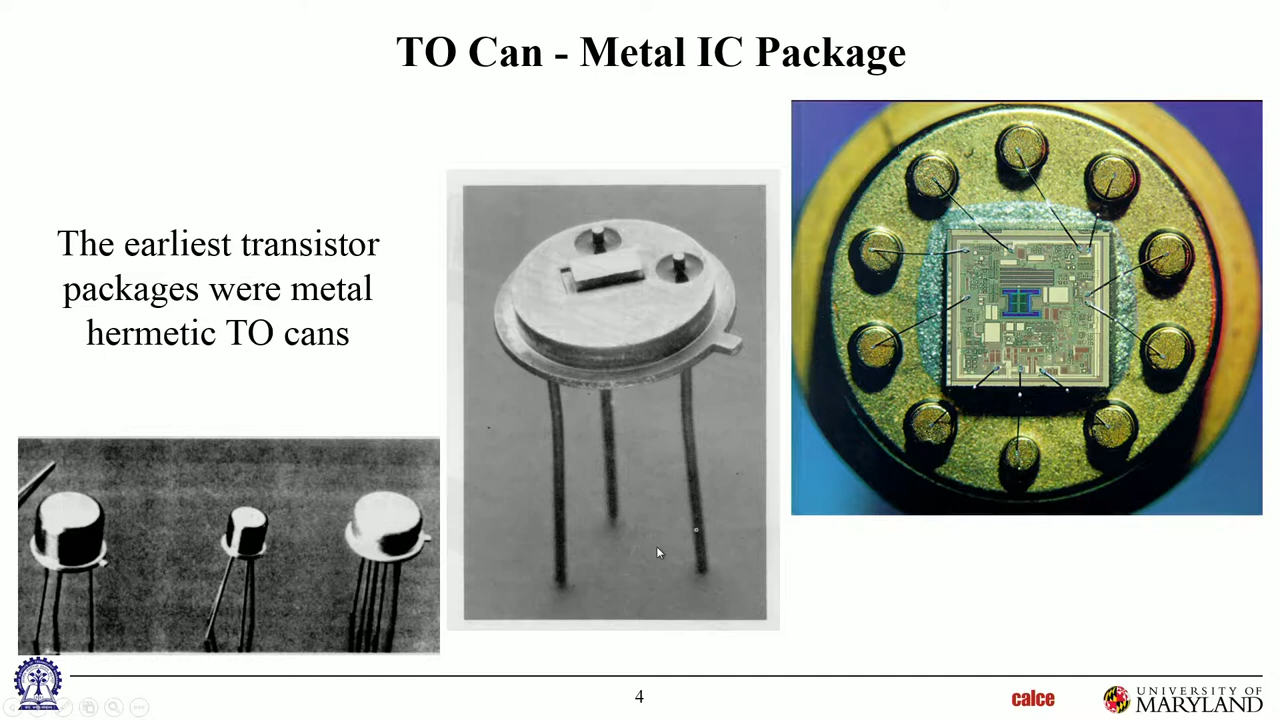 TO Can - Metal IC Package
The earliest transistor
packages were metal
hermetic TO cans
4
calce
UNIVERSITY OF
MARYLAND